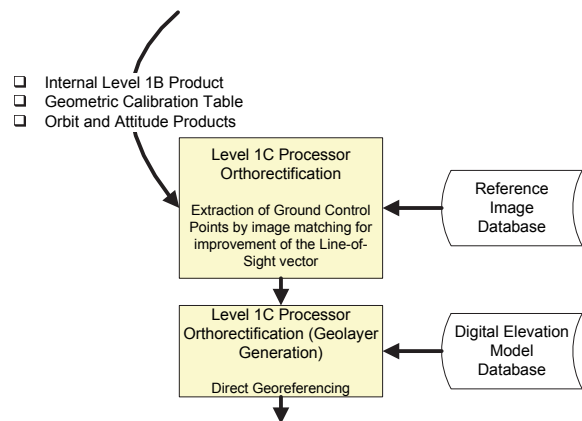 ❑ Internal Level 1B Product
❑ Geometric Calibration Table
❑ Orbit and Attitude Products
Level 1C Processor
Orthorectification
Extraction of Ground Control
Points by image matching for
improvement of the Line-of-
Sight vector
Reference
Image
Database
Level 1C Processor
Orthorectification (Geolayer
Generation)
Direct Georeferencing
Digital Elevation
Model
Database